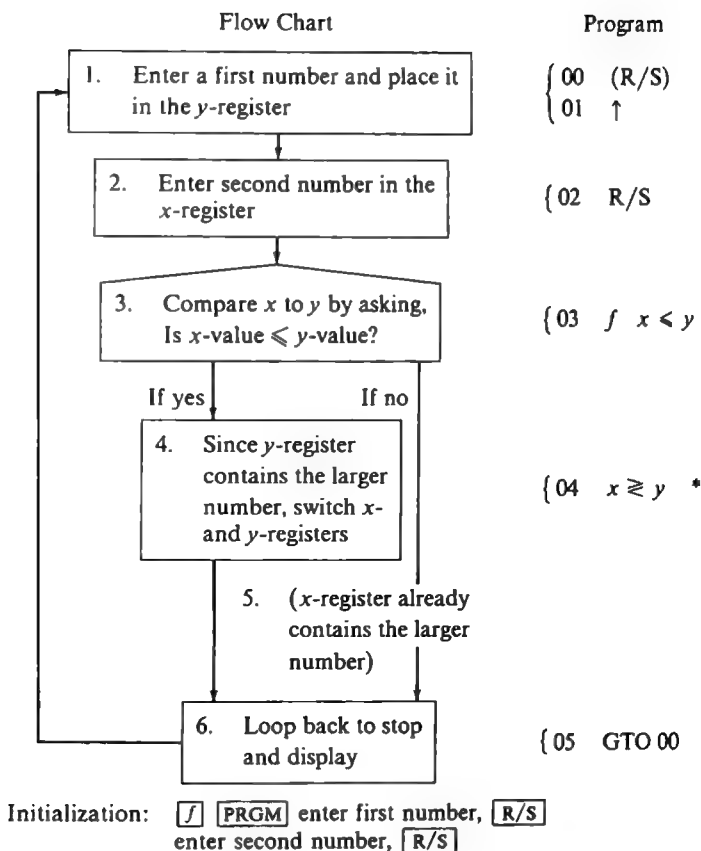 Flow Chart Program
1. Enter a first number and place it
in the y-register
{ 00 (R/S)
{ 01 ↑
2. Enter second number in the
x-register
{ 02 R/S
3. Compare x to y by asking,
Is x-value ⩽ y-value?
{ 03 f x ⩽ y
If yes If no
4. Since y-register
contains the larger
number, switch x-
and y-registers
{ 04 x ≷ y *
5. (x-register already
contains the larger
number)
6. Loop back to stop
and display
{ 05 GTO 00
Initialization: f PRGM enter first number, R/S
enter second number, R/S